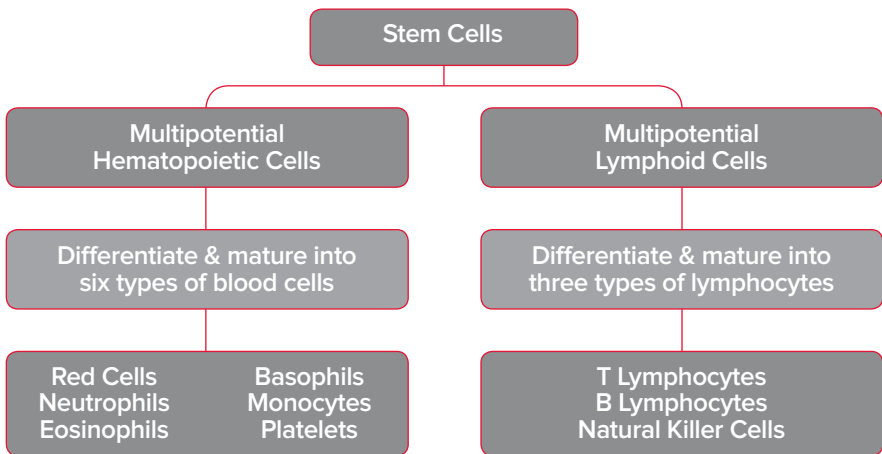 Stem Cells
Multipotential
Hematopoietic Cells
Multipotential
Lymphoid Cells
Differentiate & mature into
six types of blood cells
Differentiate & mature into
three types of lymphocytes
Red Cells
Neutrophils
Eosinophils
Basophils
Monocytes
Platelets
T Lymphocytes
B Lymphocytes
Natural Killer Cells